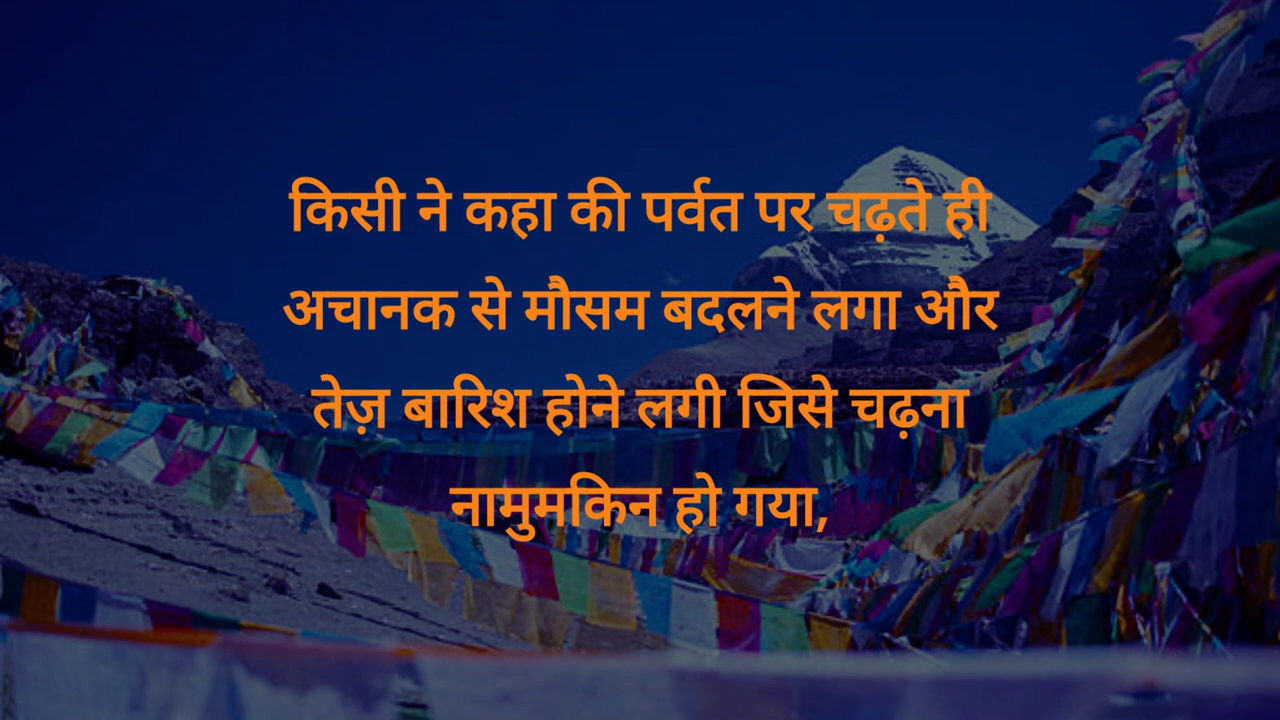 किसी ने कहा की पर्वत पर चढ़ते ही
अचानक से मौसम बदलने लगा और
तेज़ बारिश होने लगी जिसे चढ़ना
नामुमकिन हो गया,